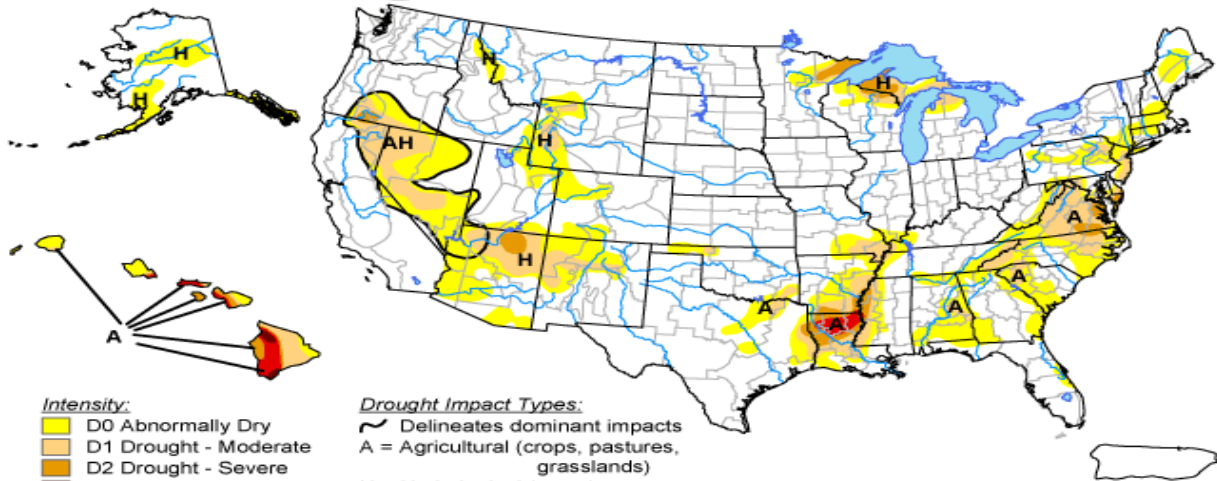 H
H
H
AH
H
H
H
A
A
A
A
A
A
Intensity:
D0 Abnormally Dry
D1 Drought - Moderate
D2 Drought - Severe
Drought Impact Types:
Delineates dominant impacts
A = Agricultural (crops, pastures,
grasslands)